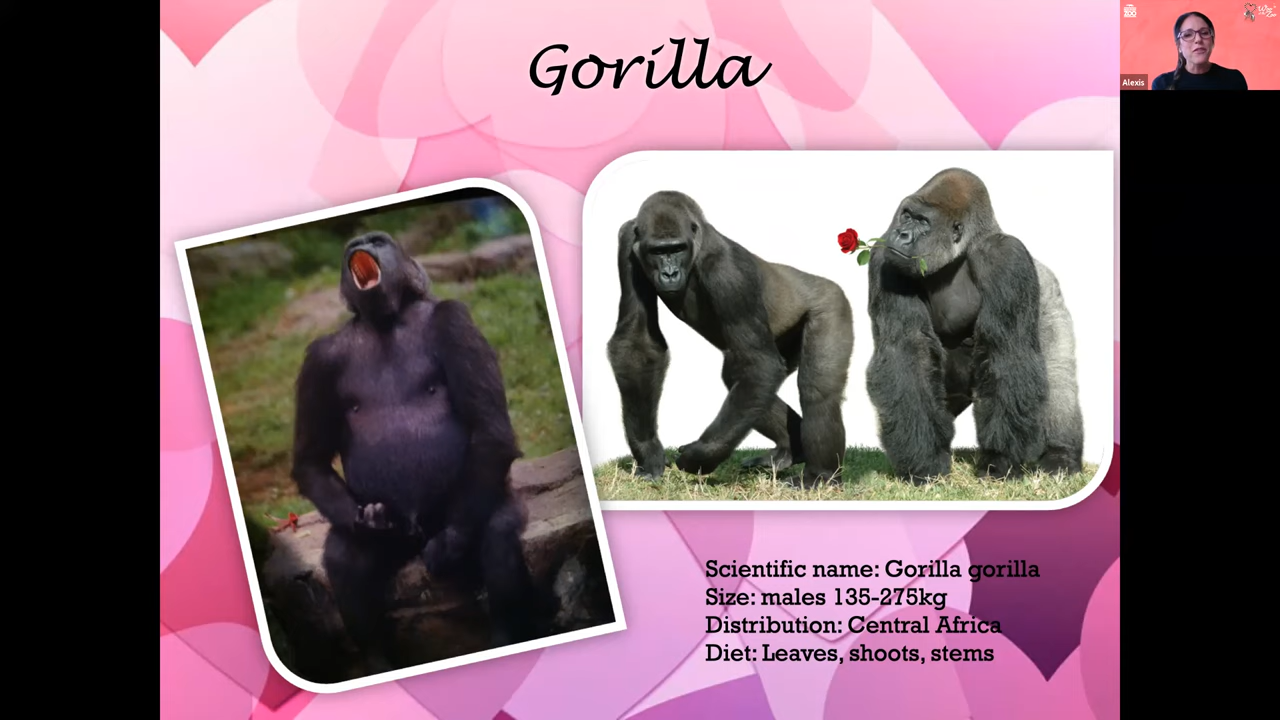 Gorilla
Alexis
Scientific name: Gorilla gorilla
Size: males 135-275kg
Distribution: Central Africa
Diet: Leaves, shoots, stems